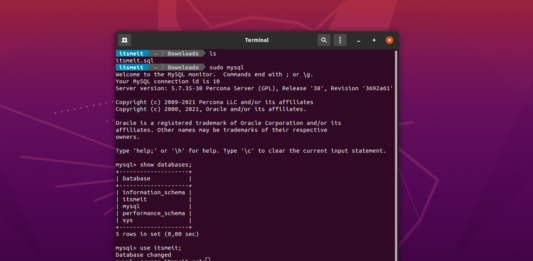 Terminal
itsmeit ~ > Downloads ls
itsmeit.sql
itsmeit ~ > Downloads sudo mysql
Welcome to the MySQL monitor.  Commands end with ; or \g.
Your MySQL connection id is 10
Server version: 5.7.35-38 Percona Server (GPL), Release '38', Revision '3692a61'
Copyright (c) 2009-2021 Percona LLC and/or its affiliates
Copyright (c) 2000, 2021, Oracle and/or its affiliates.
Oracle is a registered trademark of Oracle Corporation and/or its
affiliates. Other names may be trademarks of their respective
owners.
Type 'help;' or '\h' for help. Type '\c' to clear the current input statement.
mysql> show databases;
+--------------------+
| Database           |
+--------------------+
| information_schema |
| itsmeit            |
| mysql              |
| performance_schema |
| sys                |
+--------------------+
5 rows in set (0,00 sec)
mysql> use itsmeit;
Database changed